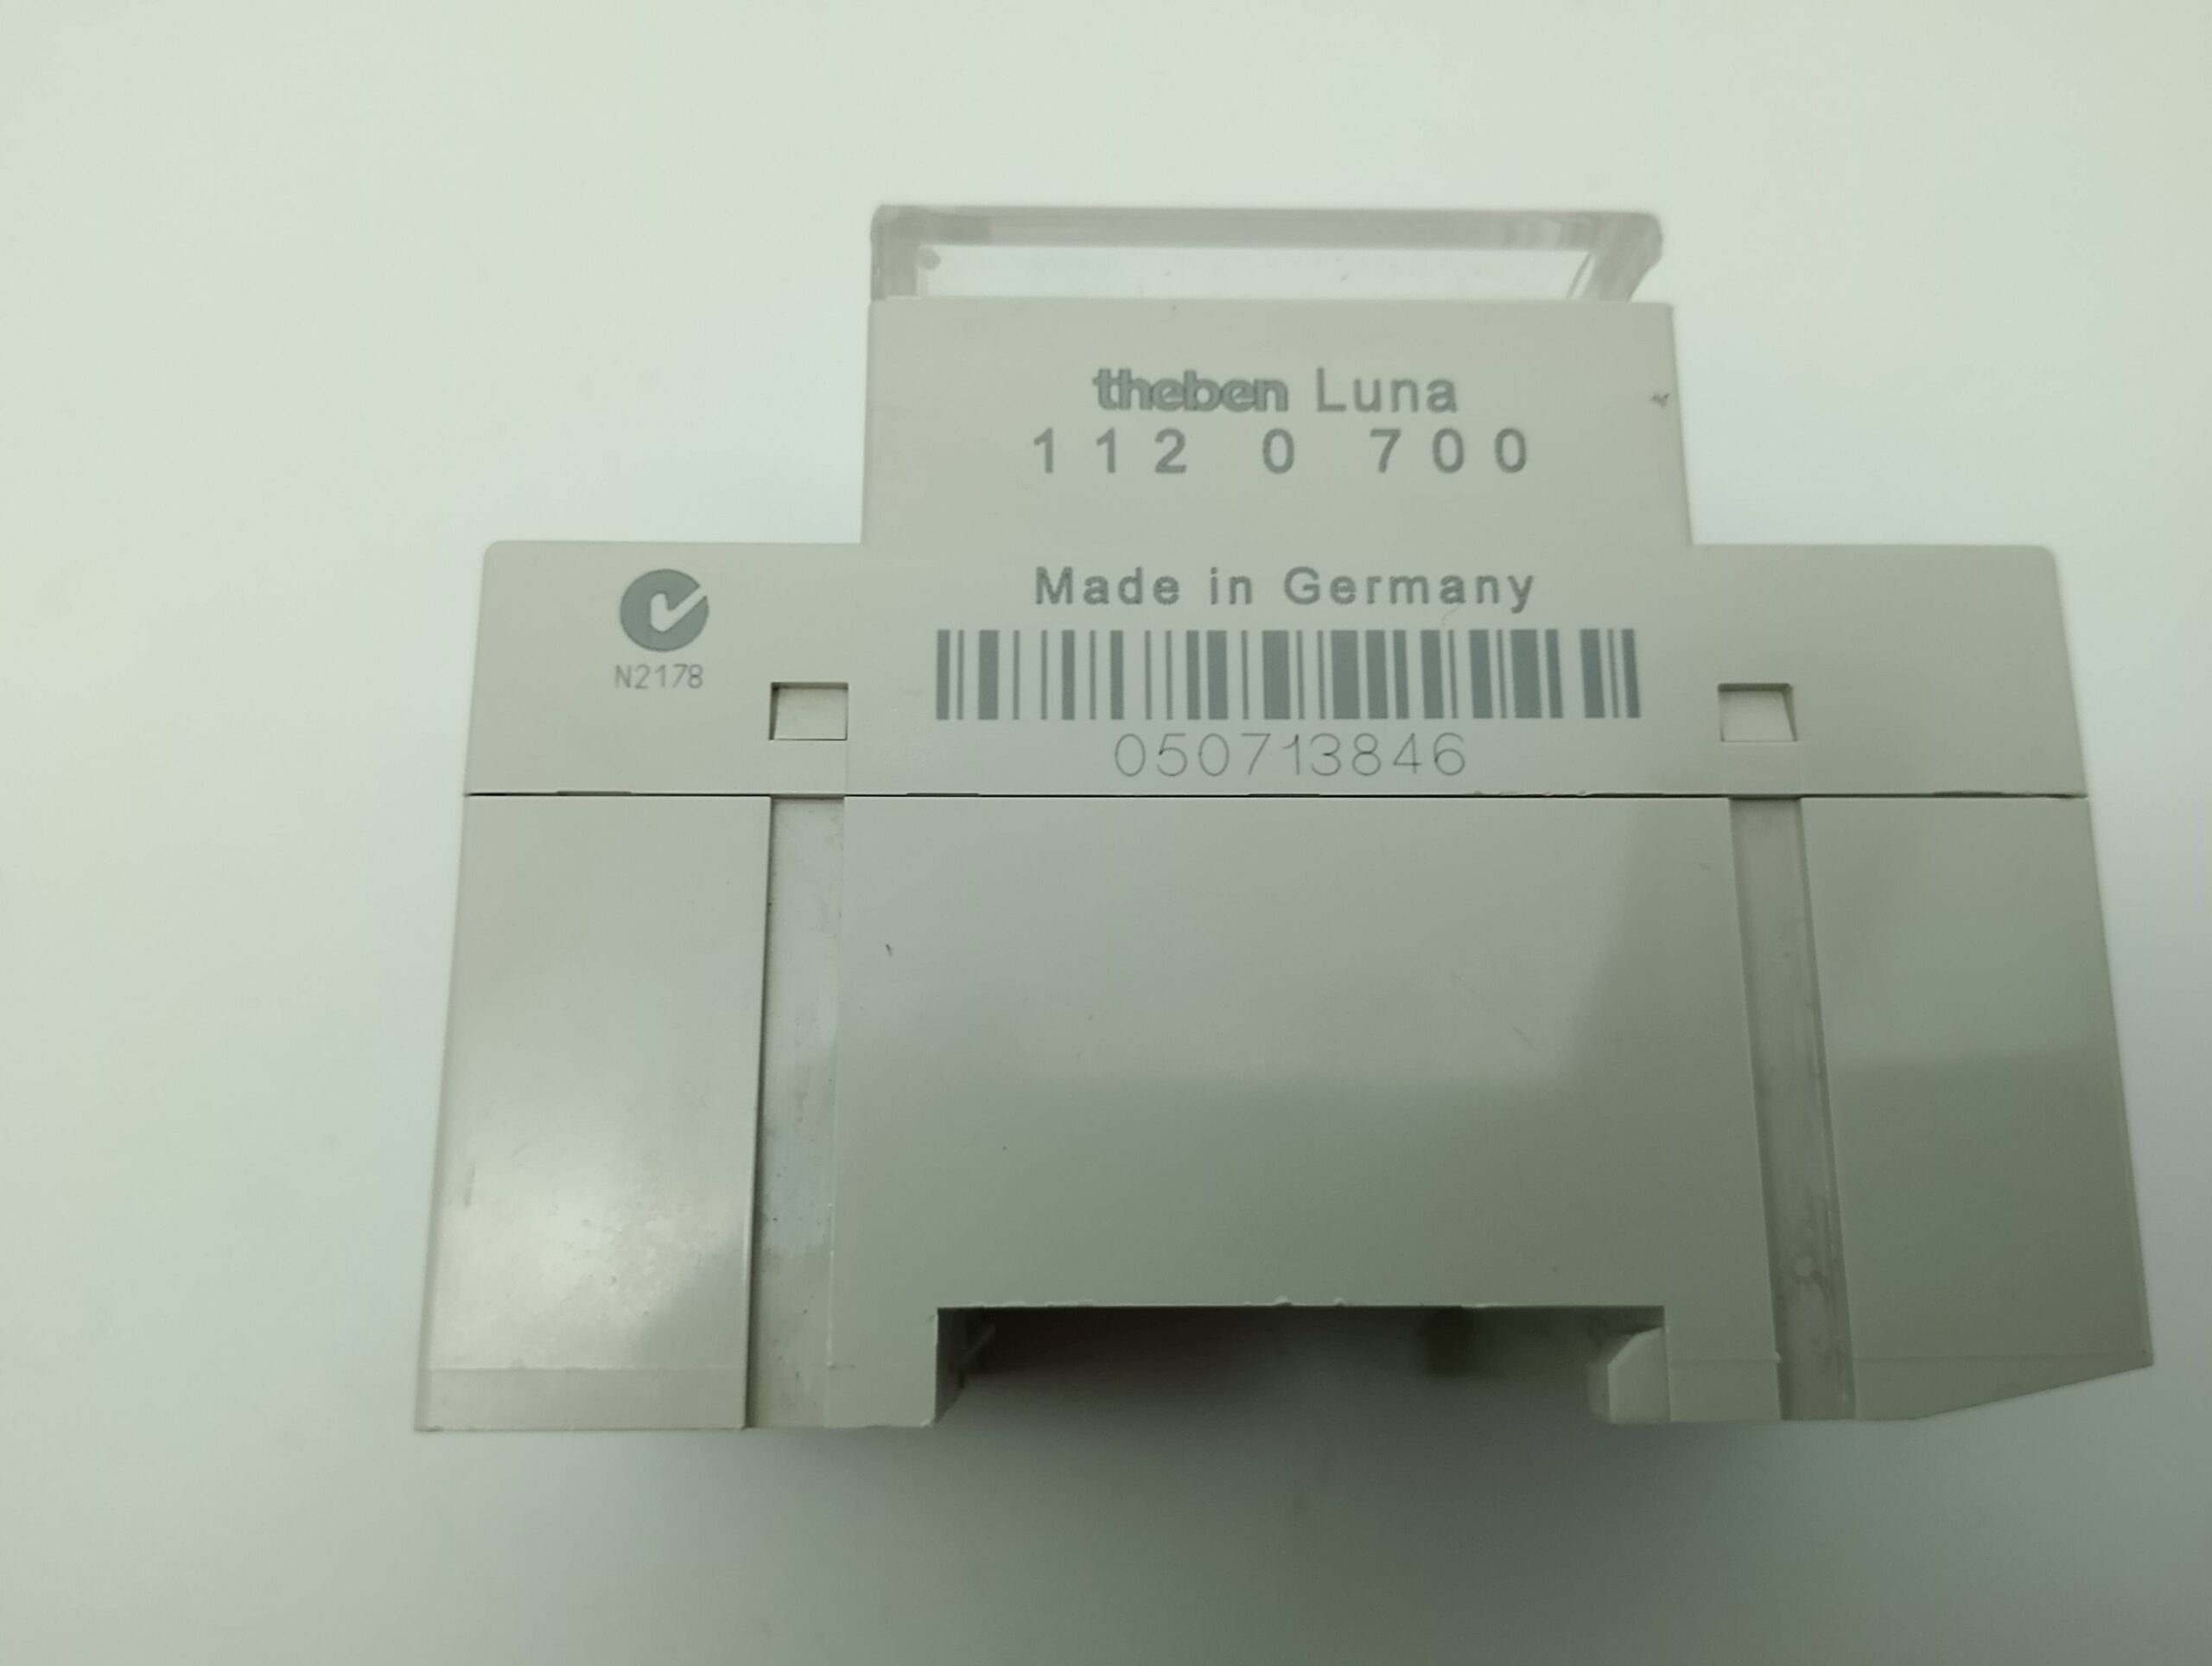 theben Luna
112 0 700
Made in Germany
N2178
050713846